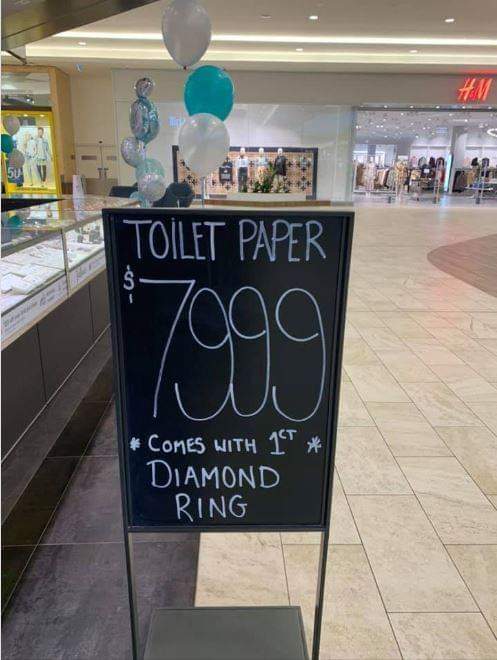 H&M
TOiLET PAPER
$7999
* COMES WITH 1CT *
DIAMOND
RING